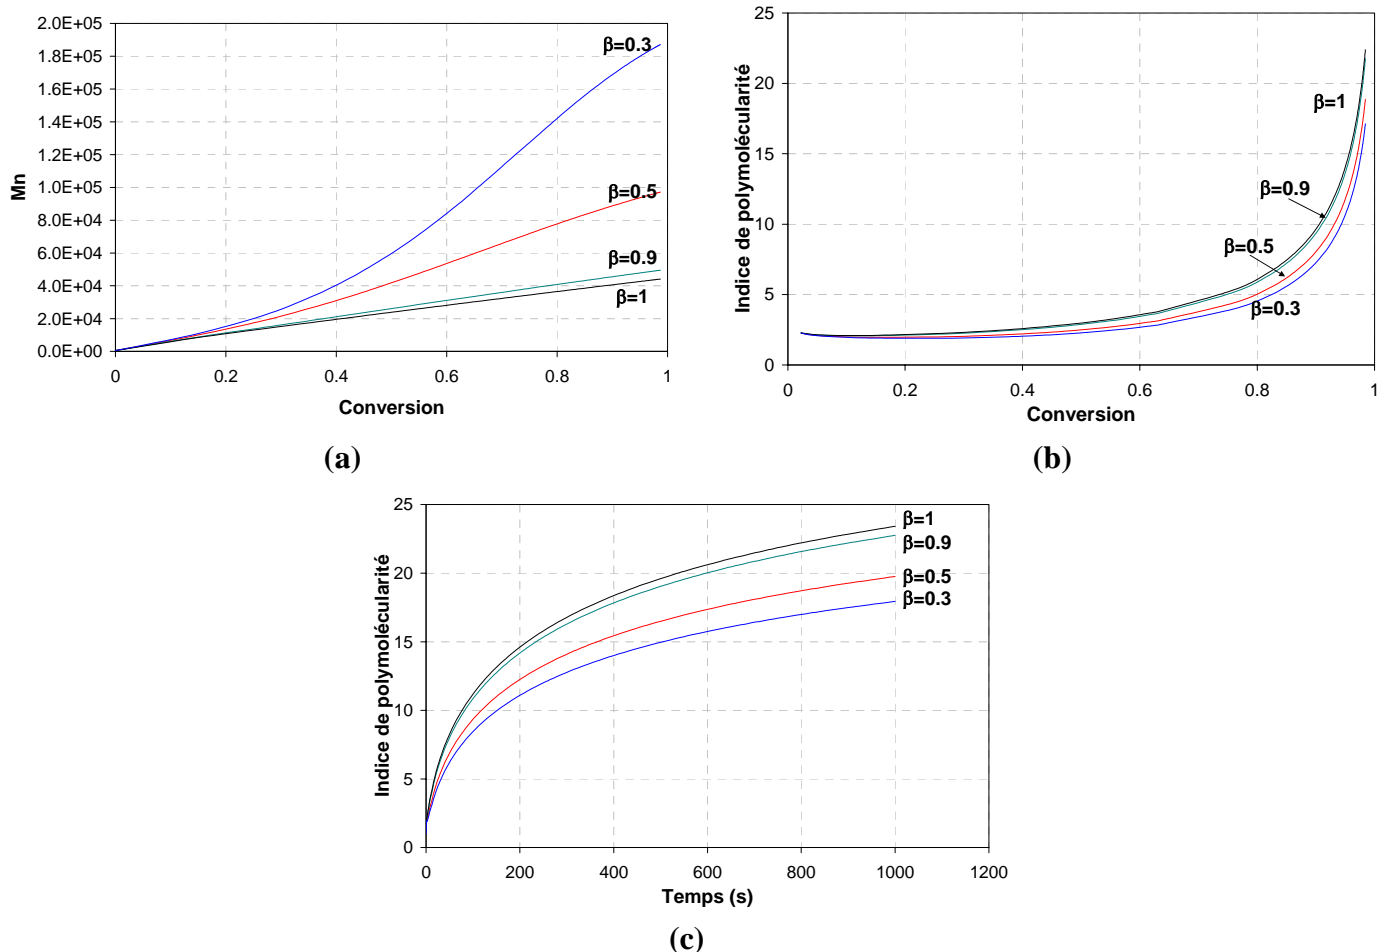 2.0E+05
1.8E+05
1.6E+05
1.4E+05
1.2E+05
1.0E+05
8.0E+04
6.0E+04
4.0E+04
2.0E+04
0.0E+00
Mn
β=0.3
β=0.5
β=0.9
β=1
0 0.2 0.4 0.6 0.8 1
Conversion
(a)
25
20
15
10
5
0
Indice de polymolécularité
β=1
β=0.9
β=0.5
β=0.3
0 0.2 0.4 0.6 0.8 1
Conversion
(b)
25
20
15
10
5
0
Indice de polymolécularité
β=1
β=0.9
β=0.5
β=0.3
0 200 400 600 800 1000 1200
Temps (s)
(c)